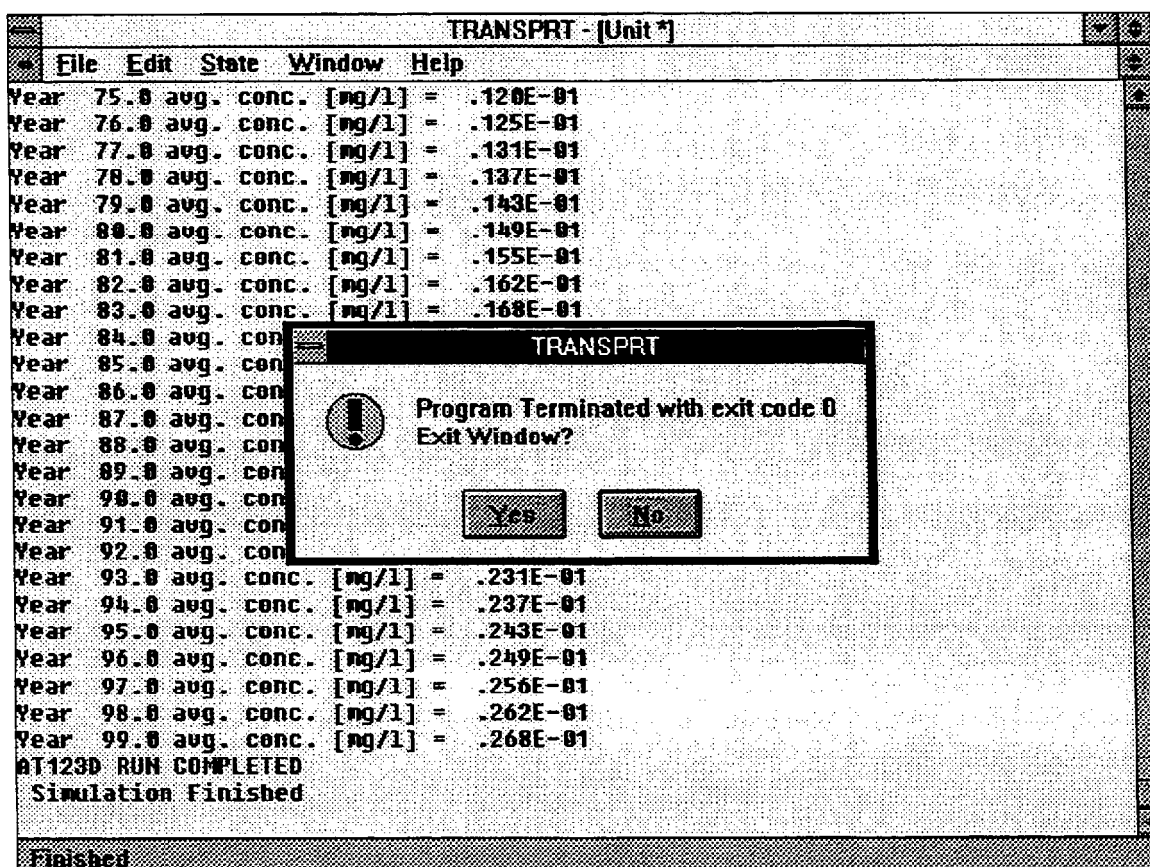 TRANSPRT - [Unit *]
File Edit State Window Help
Year 75.0 avg. conc. [mg/l] = .120E-01
Year 76.0 avg. conc. [mg/l] = .125E-01
Year 77.0 avg. conc. [mg/l] = .131E-01
Year 78.0 avg. conc. [mg/l] = .137E-01
Year 79.0 avg. conc. [mg/l] = .143E-01
Year 80.0 avg. conc. [mg/l] = .149E-01
Year 81.0 avg. conc. [mg/l] = .155E-01
Year 82.0 avg. conc. [mg/l] = .162E-01
Year 83.0 avg. conc. [mg/l] = .168E-01
Year 84.0 avg. con
Year 85.0 avg. con
Year 86.0 avg. con
Year 87.0 avg. con
Year 88.0 avg. con
Year 89.0 avg. con
Year 90.0 avg. con
Year 91.0 avg. con
Year 92.0 avg. con
TRANSPRT
Program Terminated with exit code 0
Exit Window?
Yes No
Year 93.0 avg. conc. [mg/l] = .231E-01
Year 94.0 avg. conc. [mg/l] = .237E-01
Year 95.0 avg. conc. [mg/l] = .243E-01
Year 96.0 avg. conc. [mg/l] = .249E-01
Year 97.0 avg. conc. [mg/l] = .256E-01
Year 98.0 avg. conc. [mg/l] = .262E-01
Year 99.0 avg. conc. [mg/l] = .268E-01
AT123D RUN COMPLETED
Simulation Finished
Finished